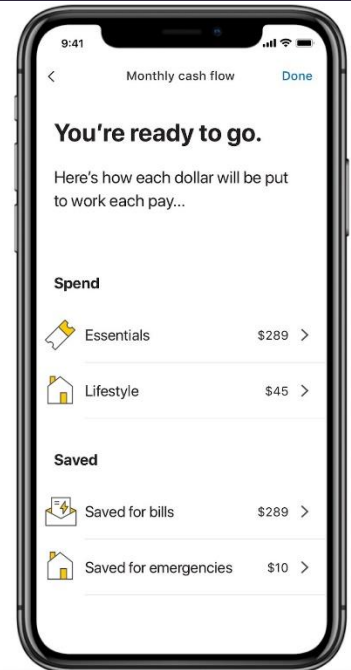 9:41
Monthly cash flow Done
You're ready to go.
Here's how each dollar will be put
to work each pay...
Spend
Essentials $289
Lifestyle $45
Saved
Saved for bills $289
Saved for emergencies $10